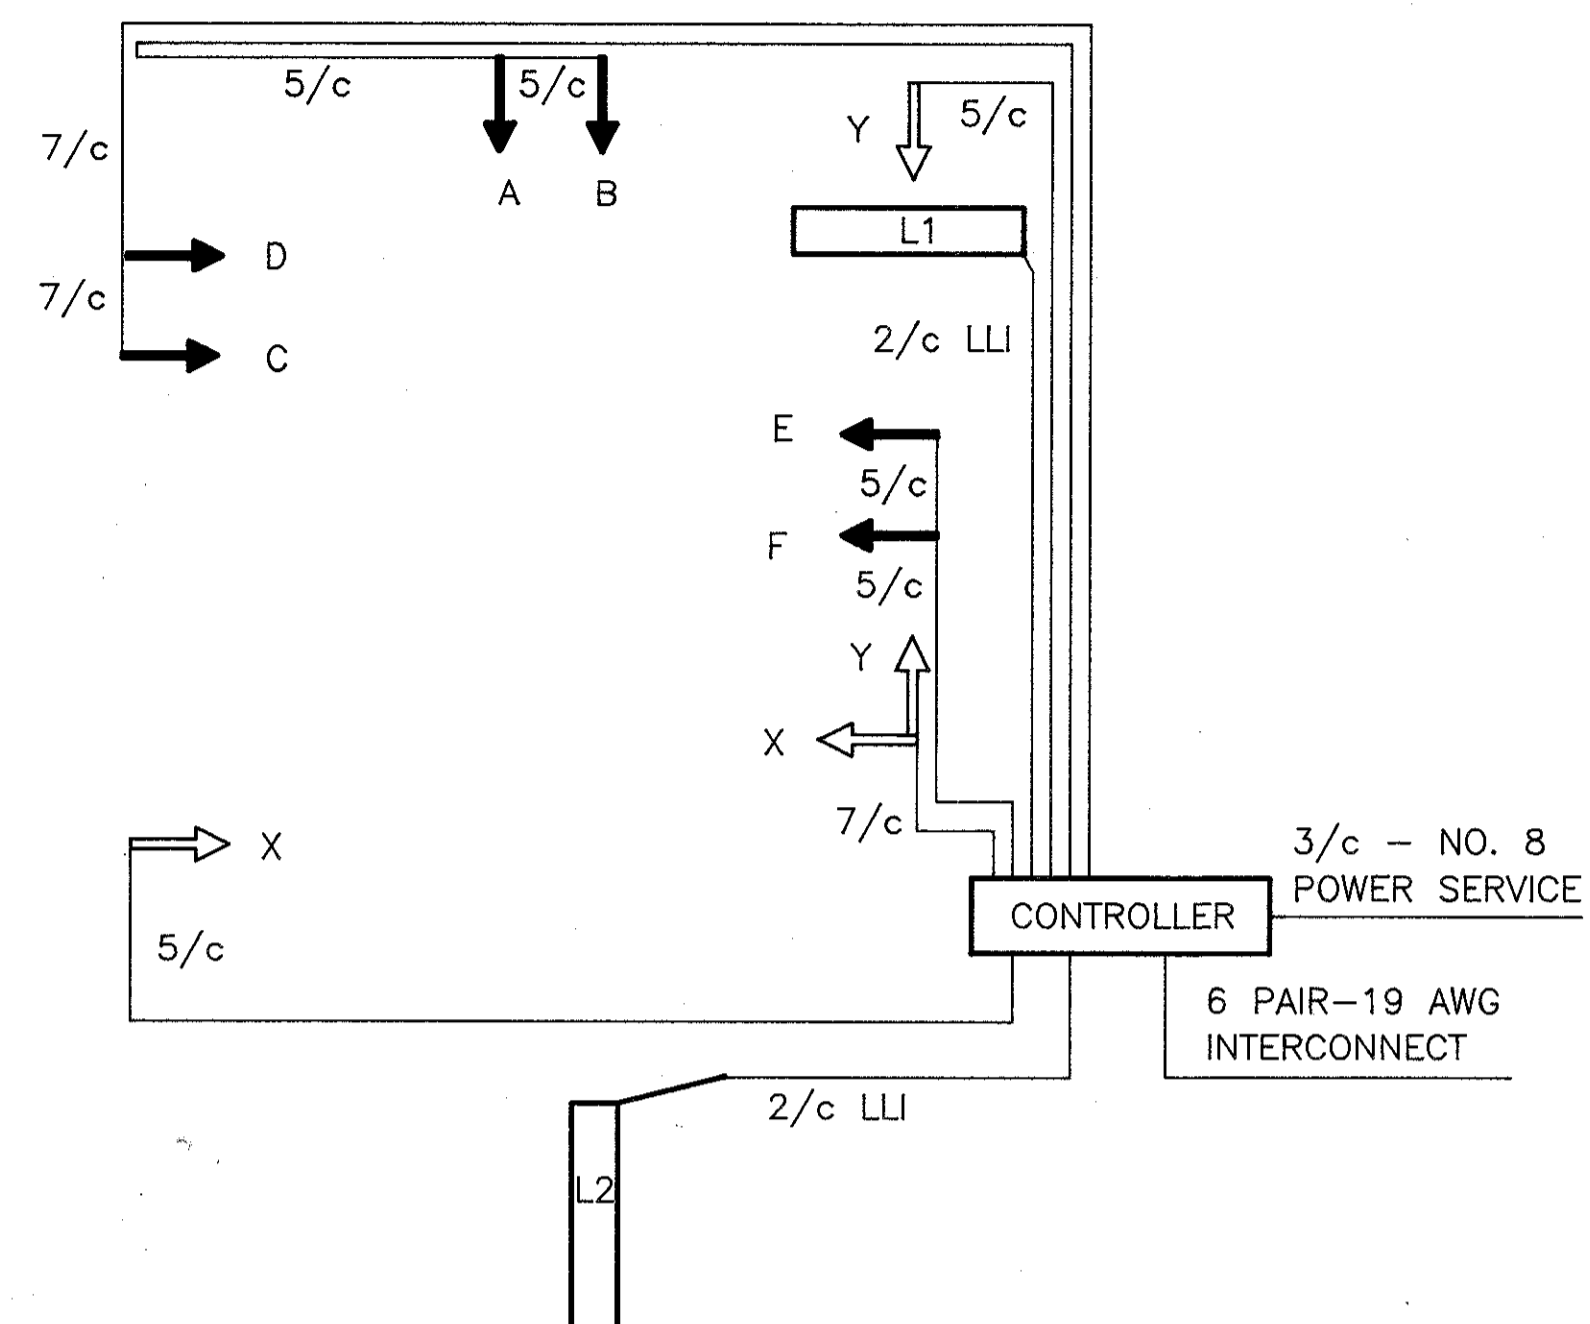 5/c
5/c
5/c
Y
7/c
A
B
L1
D
7/c
2/c LLI
C
E
5/c
F
5/c
Y
X
7/c
X
3/c - NO. 8
POWER SERVICE
CONTROLLER
5/c
6 PAIR-19 AWG
INTERCONNECT
2/c LLI
L2